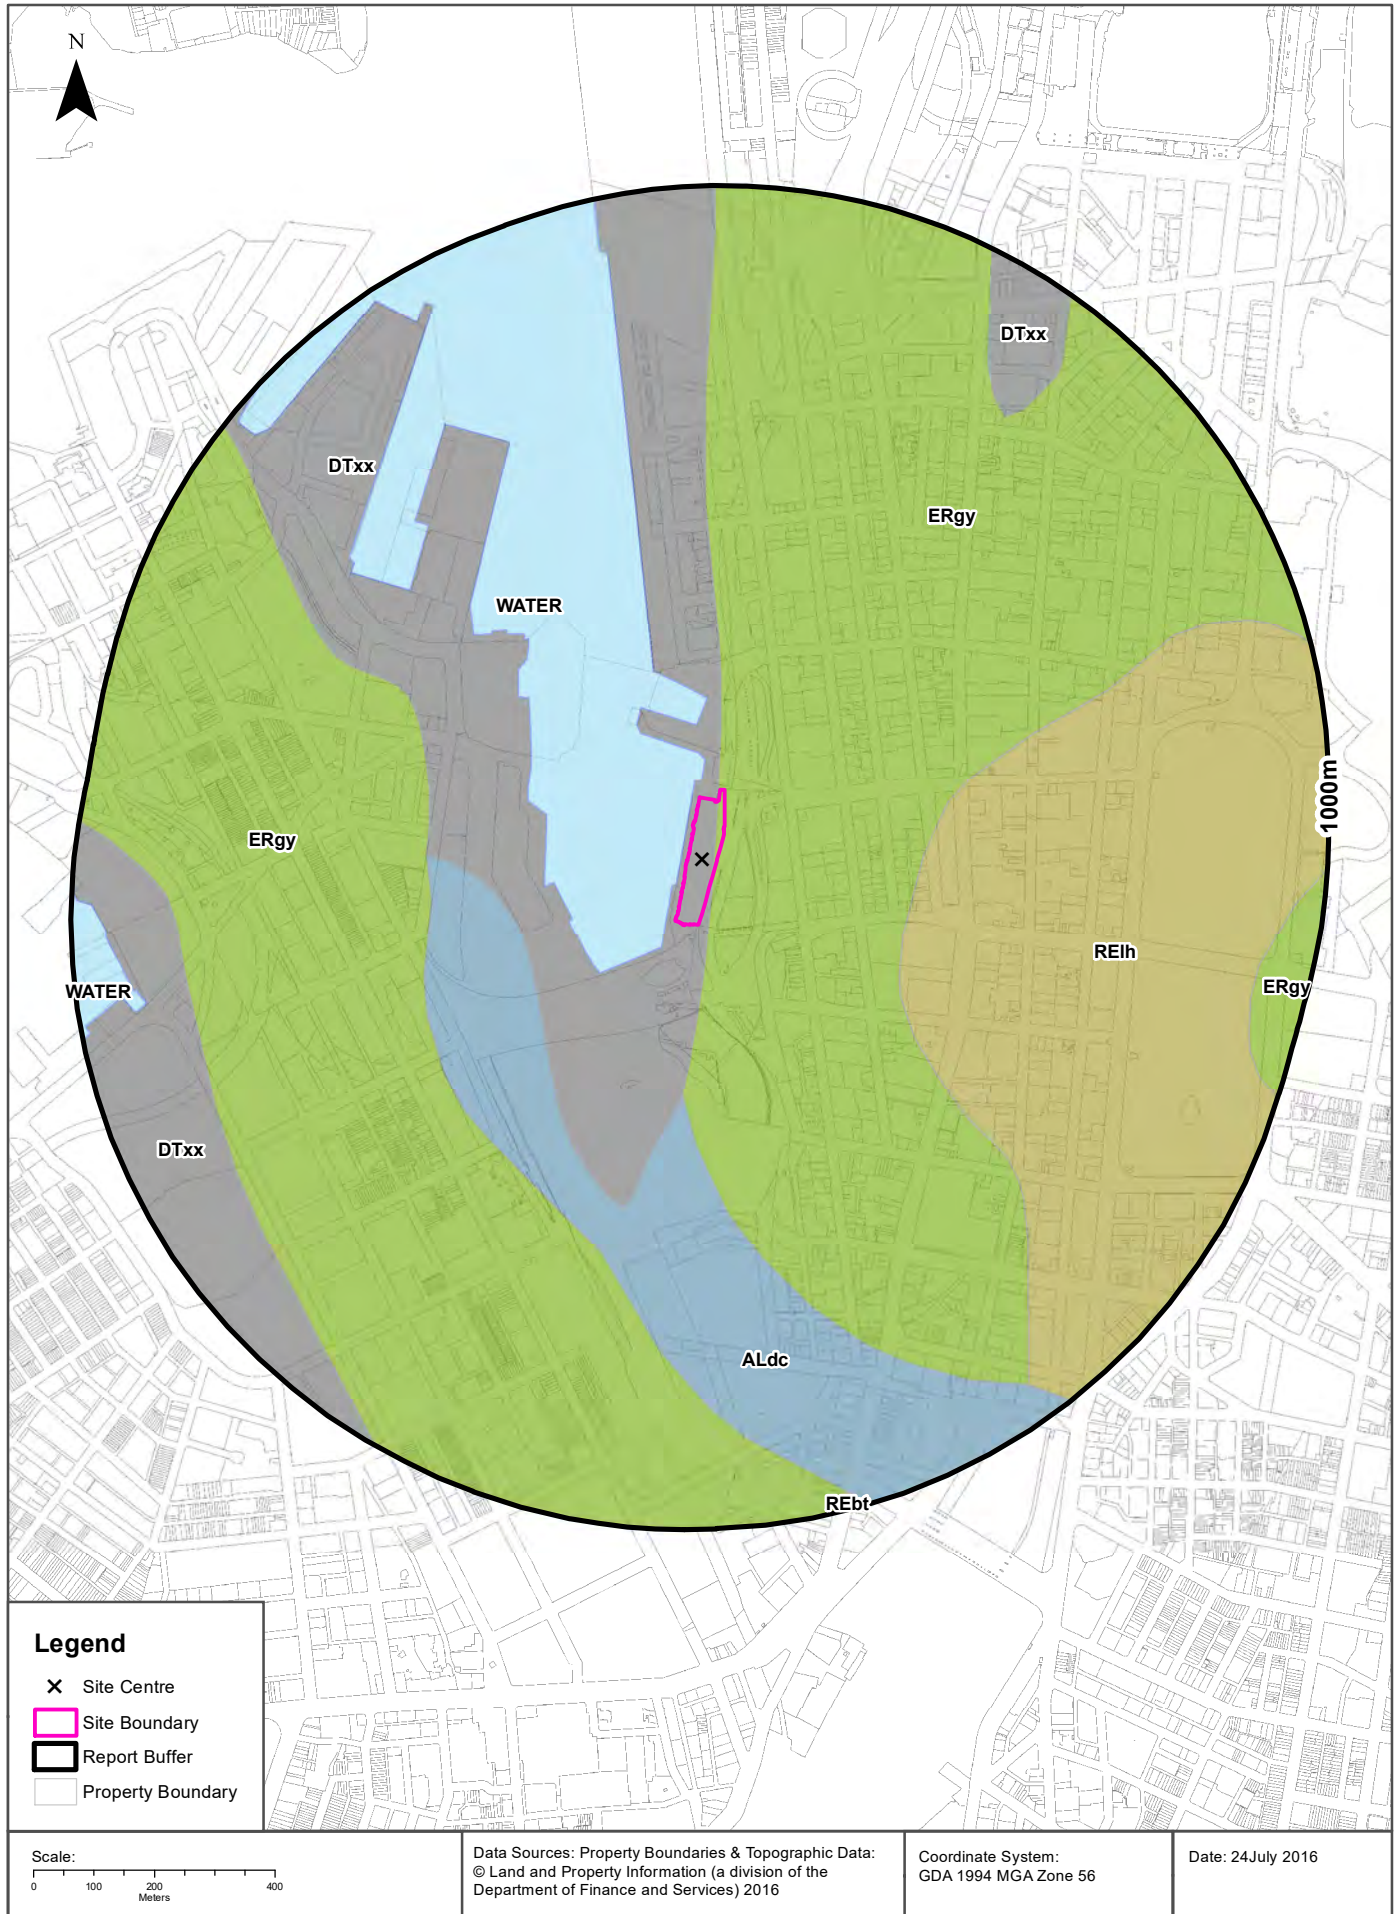 N
DTxx
DTxx
ERgy
WATER
1000m
ERgy
RElh
ERgy
WATER
DTxx
ALdc
REbt
Legend
Site Centre
Site Boundary
Report Buffer
Property Boundary
Scale:
0 100 200 400
Meters
Data Sources: Property Boundaries & Topographic Data:
© Land and Property Information (a division of the
Department of Finance and Services) 2016
Coordinate System:
GDA 1994 MGA Zone 56
Date: 24July 2016